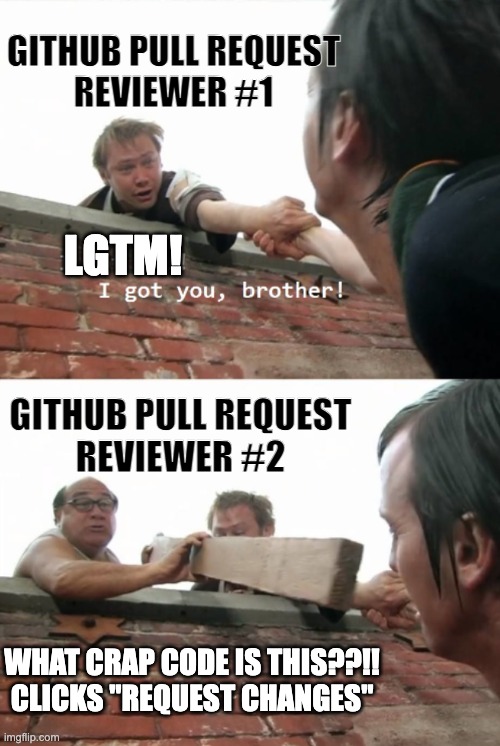 GITHUB PULL REQUEST
REVIEWER #1
LGTM!
I got you, brother!
GITHUB PULL REQUEST
REVIEWER #2
WHAT CRAP CODE IS THIS??!!
CLICKS "REQUEST CHANGES"
imgflip.com